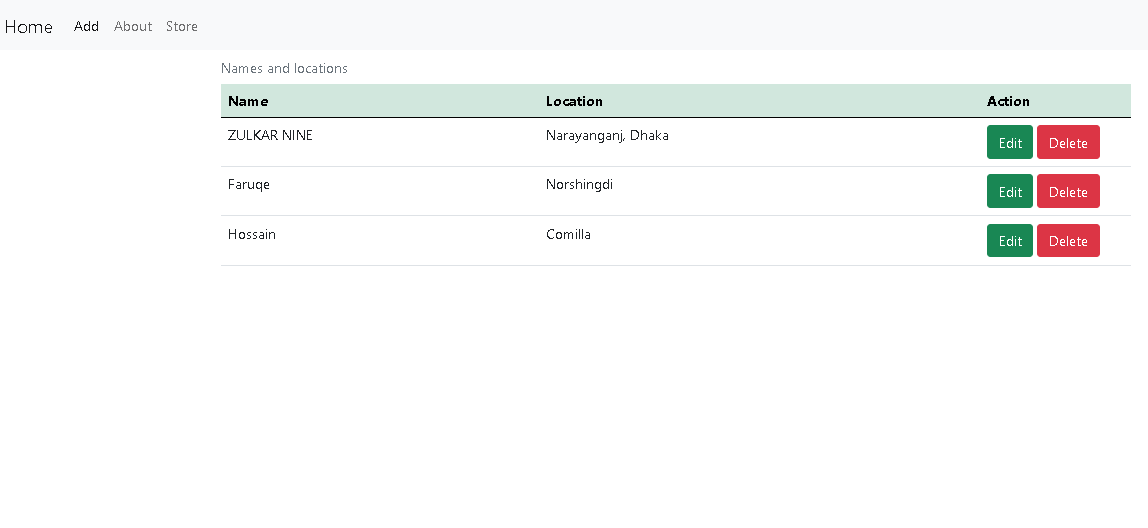 Home Add About Store
Names and locations
Name Location Action
ZULKAR NINE Narayanganj, Dhaka Edit Delete
Faruqe Norshingdi Edit Delete
Hossain Comilla Edit Delete